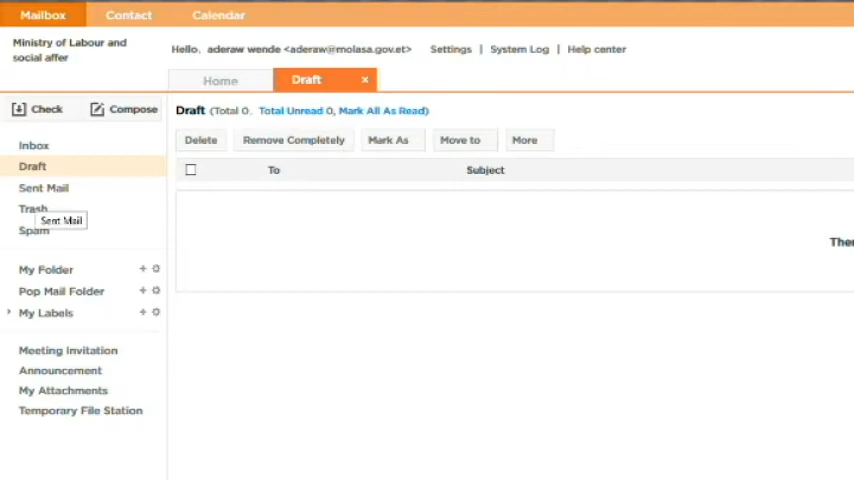 Mailbox Contact Calendar
Ministry of Labour and
social affer
Hello, aderaw wende <aderaw@molasa.gov.et> Settings | System Log | Help center
Home Draft ×
Check Compose
Draft (Total 0, Total Unread 0, Mark All As Read)
Delete Remove Completely Mark As Move to More
To Subject
Inbox
Draft
Sent Mail
Trash
Sent Mail
Spam
My Folder
Pop Mail Folder
My Labels
Meeting Invitation
Announcement
My Attachments
Temporary File Station